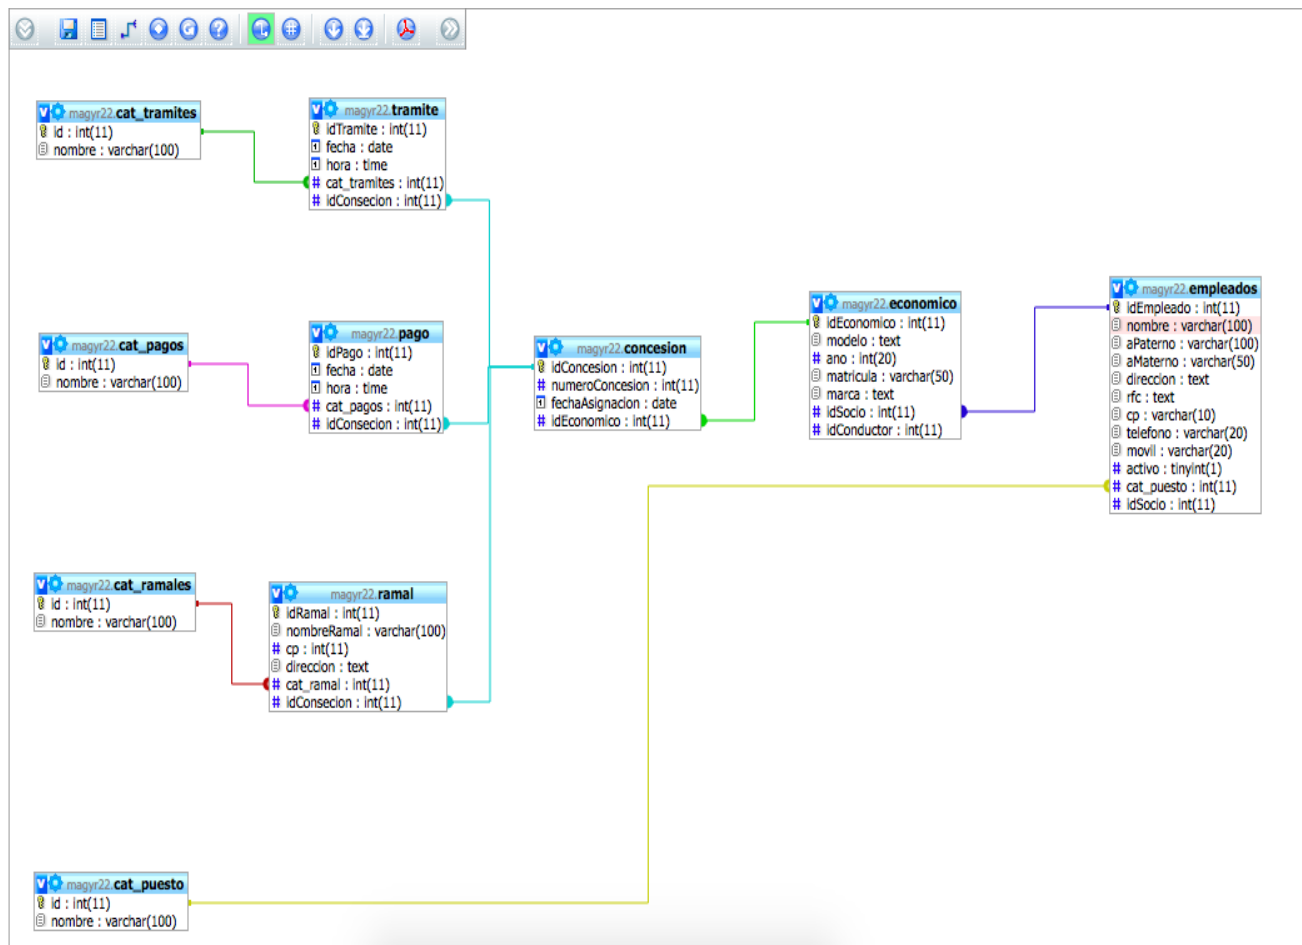 magyr22.cat_tramites
id : int(11)
nombre : varchar(100)
magyr22.tramite
idTramite : int(11)
fecha : date
hora : time
cat_tramites : int(11)
idConsecion : int(11)
magyr22.cat_pagos
id : int(11)
nombre : varchar(100)
magyr22.pago
idPago : int(11)
fecha : date
hora : time
cat_pagos : int(11)
idConsecion : int(11)
magyr22.concesion
idConcesion : int(11)
numeroConcesion : int(11)
fechaAsignacion : date
idEconomico : int(11)
magyr22.economico
idEconomico : int(11)
modelo : text
ano : int(20)
matricula : varchar(50)
marca : text
idSocio : int(11)
idConductor : int(11)
magyr22.empleados
idEmpleado : int(11)
nombre : varchar(100)
aPaterno : varchar(100)
aMaterno : varchar(50)
direccion : text
rfc : text
cp : varchar(10)
telefono : varchar(20)
movil : varchar(20)
activo : tinyint(1)
cat_puesto : int(11)
idSocio : int(11)
magyr22.cat_ramales
id : int(11)
nombre : varchar(100)
magyr22.ramal
idRamal : int(11)
nombreRamal : varchar(100)
cp : int(11)
direccion : text
cat_ramal : int(11)
idConsecion : int(11)
magyr22.cat_puesto
id : int(11)
nombre : varchar(100)